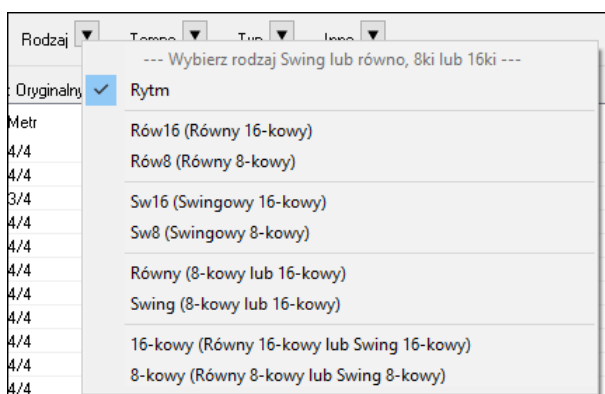 Rodzaj ▼ Tempo ▼ Typ ▼ Inne ▼
--- Wybierz rodzaj Swing lub równo, 8ki lub 16ki ---
: Oryginalny
Rytm
Metr
Rów16 (Równy 16-kowy)
4/4
Rów8 (Równy 8-kowy)
4/4
3/4
Sw16 (Swingowy 16-kowy)
4/4
Sw8 (Swingowy 8-kowy)
4/4
4/4
Równy (8-kowy lub 16-kowy)
4/4
Swing (8-kowy lub 16-kowy)
4/4
4/4
16-kowy (Równy 16-kowy lub Swing 16-kowy)
4/4
8-kowy (Równy 8-kowy lub Swing 8-kowy)
4/4